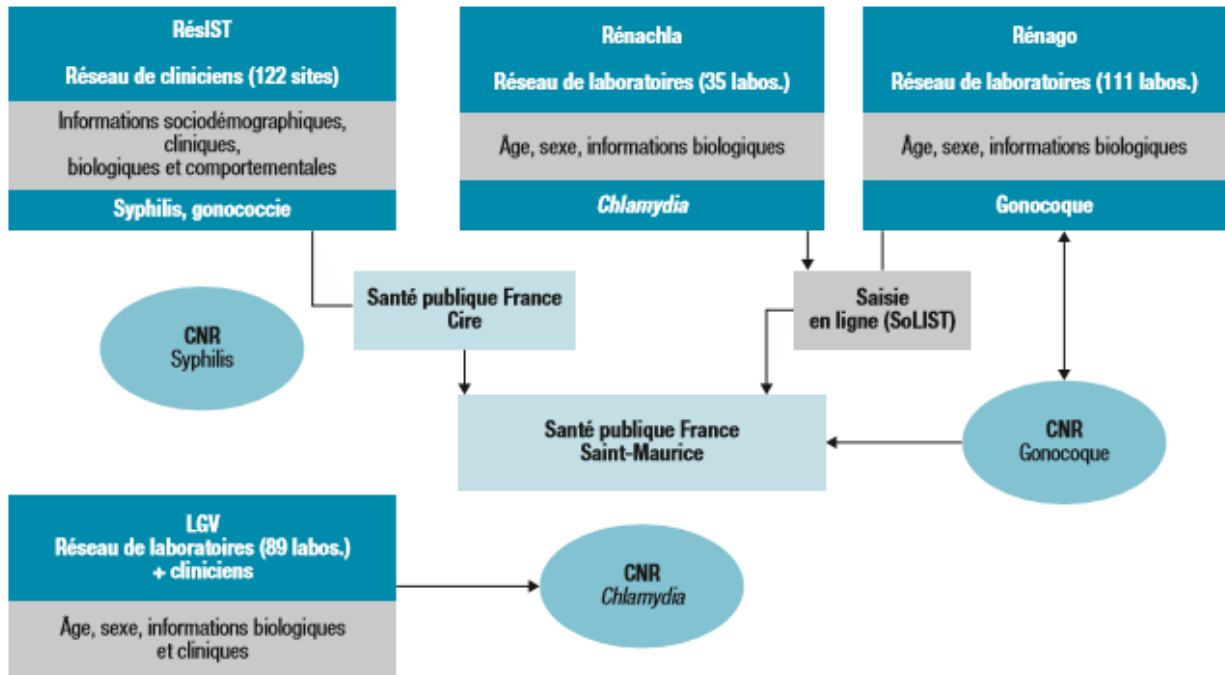 RésIST
Réseau de cliniciens (122 sites)
Informations sociodémographiques,
cliniques,
biologiques et comportementales
Syphilis, gonococcie
Rénachla
Réseau de laboratoires (35 labos.)
Âge, sexe, informations biologiques
Chlamydia
Rénago
Réseau de laboratoires (111 labos.)
Âge, sexe, informations biologiques
Gonocoque
CNR
Syphilis
Santé publique France
Cire
Saisie
en ligne (SoLIST)
Santé publique France
Saint-Maurice
CNR
Gonocoque
LGV
Réseau de laboratoires (89 labos.)
+ cliniciens
Âge, sexe, informations biologiques
et cliniques
CNR
Chlamydia